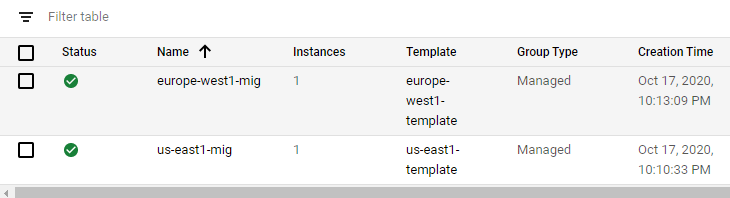 Filter table
Status Name Instances Template Group Type Creation Time
europe-west1-mig 1 europe- Managed Oct 17, 2020,
west1- 10:13:09 PM
template
us-east1-mig 1 us-east1- Managed Oct 17, 2020,
template 10:10:33 PM